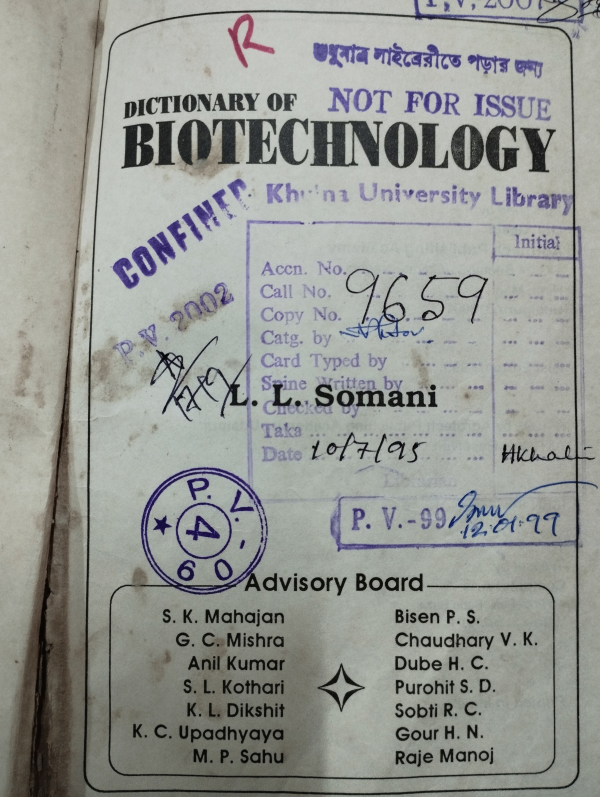 P.V. 2007
R
শুধুমাত্র লাইব্রেরীতে পড়ার জন্য
DICTIONARY OF
NOT FOR ISSUE
BIOTECHNOLOGY
CONFINED
Khulna University Library
Initial
Accn. No. 9659
Call No.
Copy No.
Catg. by
P.V. 2002
Card Typed by
Spine Written by
L. L. Somani
Checked by
Taka
Date 10/7/95
Librarian
P. V.-99
12.01.99
P. V. - 09
4
Advisory Board
S. K. Mahajan
G. C. Mishra
Anil Kumar
S. L. Kothari
K. L. Dikshit
K. C. Upadhyaya
M. P. Sahu
Bisen P. S.
Chaudhary V. K.
Dube H. C.
Purohit S. D.
Sobti R. C.
Gour H. N.
Raje Manoj